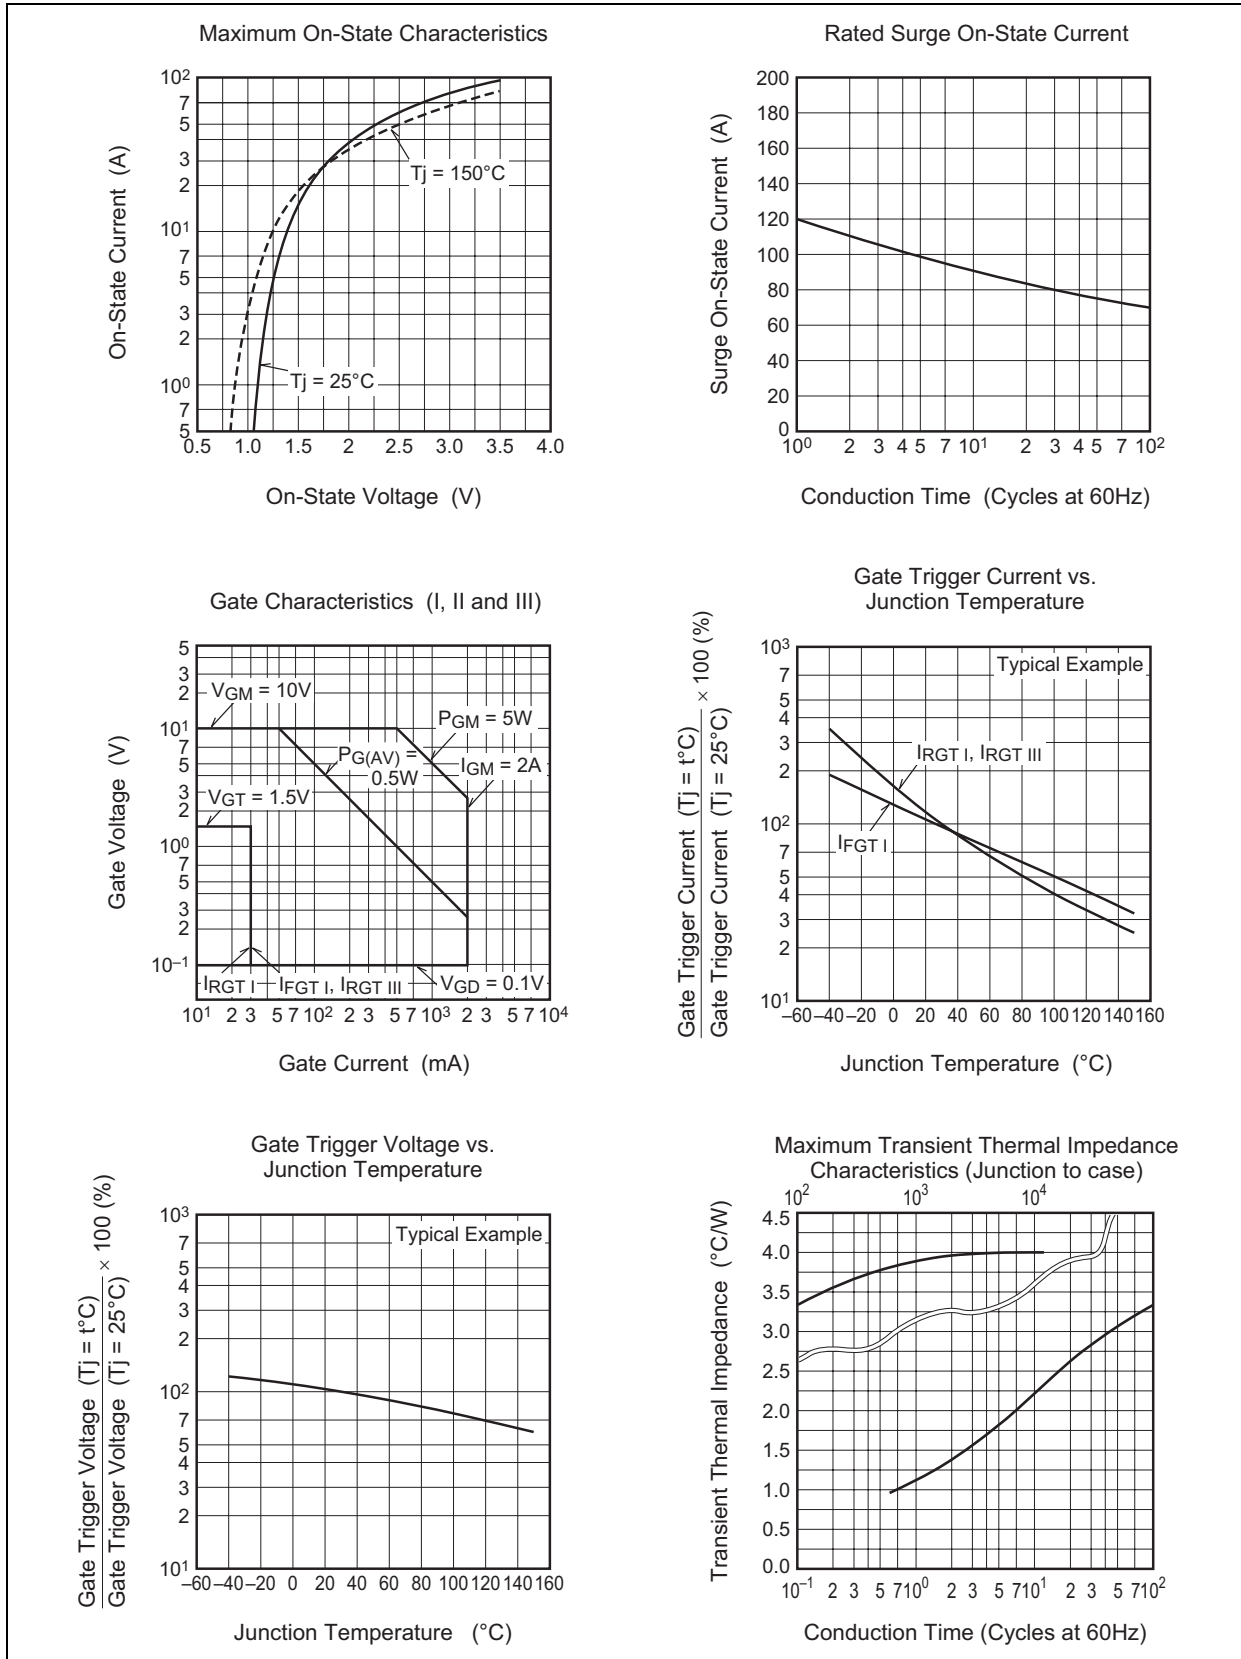 Maximum On-State Characteristics
On-State Current (A)
10² 7 5 3 2 10¹ 7 5 3 2 10⁰ 7 5
Tj = 150°C
Tj = 25°C
0.5 1.0 1.5 2 2.5 3.0 3.5 4.0
On-State Voltage (V)
Rated Surge On-State Current
Surge On-State Current (A)
200 180 160 140 120 100 80 60 40 20 0
10⁰ 2 3 4 5 7 10¹ 2 3 4 5 7 10²
Conduction Time (Cycles at 60Hz)
Gate Characteristics (I, II and III)
Gate Voltage (V)
5 3 2 10¹ 7 5 3 2 10⁰ 7 5 3 2 10–1
VGM = 10V
PGM = 5W
PG(AV) =
0.5W
IGM = 2A
VGT = 1.5V
IRGT I
IFGT I, IRGT III
VGD = 0.1V
10¹ 2 3 5 7 10² 2 3 5 7 10³ 2 3 5 7 10⁴
Gate Current (mA)
Gate Trigger Current vs.
Junction Temperature
Gate Trigger Current (Tj = t°C)
Gate Trigger Current (Tj = 25°C)
× 100 (%)
10³ 7 5 4 3 2 10² 7 5 4 3 2 10¹
Typical Example
IRGT I, IRGT III
IFGT I
–60 –40 –20 0 20 40 60 80 100 120 140 160
Junction Temperature (°C)
Gate Trigger Voltage vs.
Junction Temperature
Gate Trigger Voltage (Tj = t°C)
Gate Trigger Voltage (Tj = 25°C)
× 100 (%)
10³ 7 5 4 3 2 10² 7 5 4 3 2 10¹
Typical Example
–60 –40 –20 0 20 40 60 80 100 120 140 160
Junction Temperature (°C)
Maximum Transient Thermal Impedance
Characteristics (Junction to case)
10² 10³ 10⁴
Transient Thermal Impedance (°C/W)
4.5 4.0 3.5 3.0 2.5 2.0 1.5 1.0 0.5 0.0
10–1 2 3 5 7 10⁰ 2 3 5 7 10¹ 2 3 5 7 10²
Conduction Time (Cycles at 60Hz)